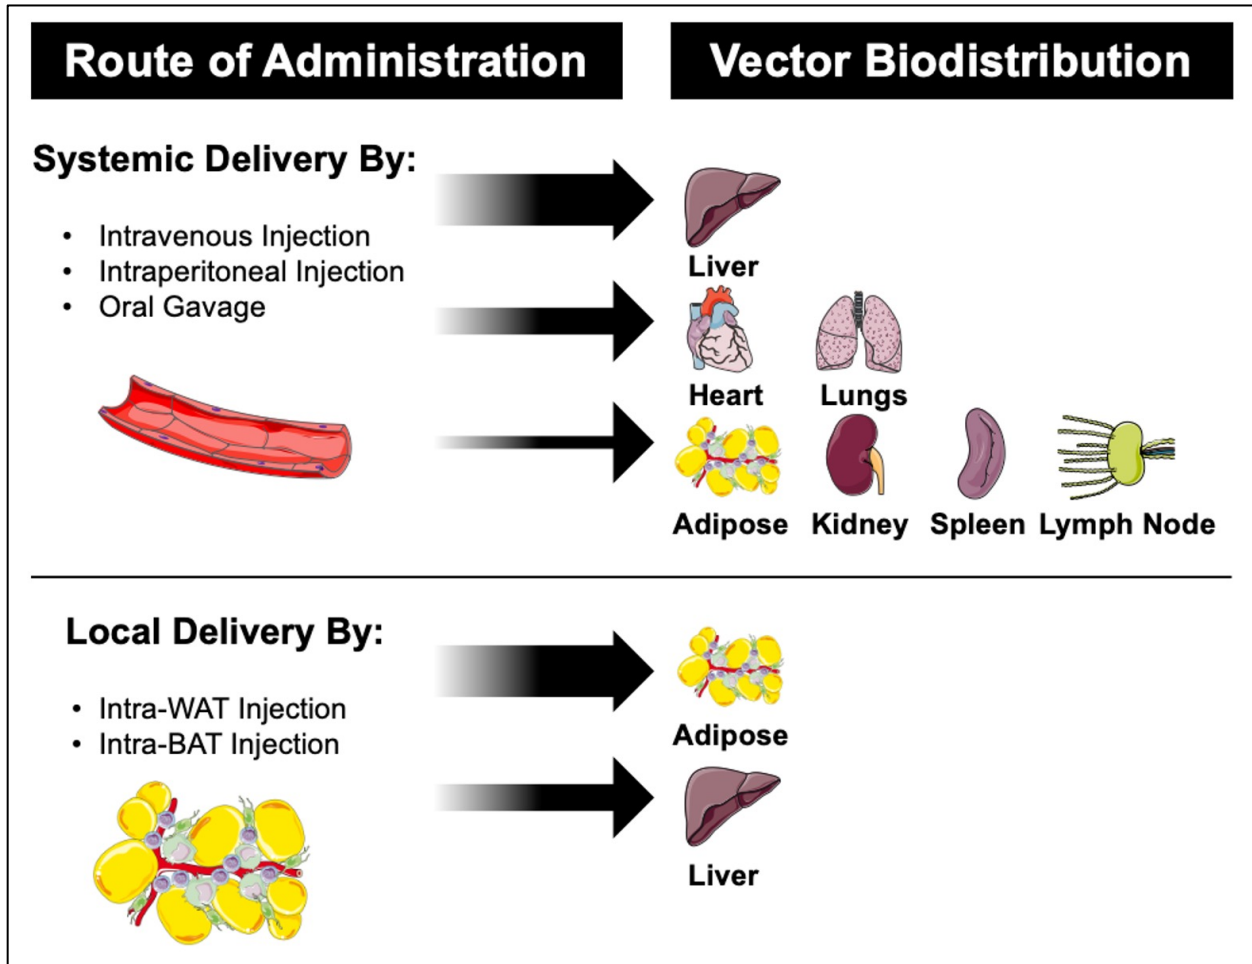 Route of Administration
Vector Biodistribution
Systemic Delivery By:
• Intravenous Injection
• Intraperitoneal Injection
• Oral Gavage
Liver
Heart
Lungs
Adipose
Kidney
Spleen
Lymph Node
Local Delivery By:
• Intra-WAT Injection
• Intra-BAT Injection
Adipose
Liver